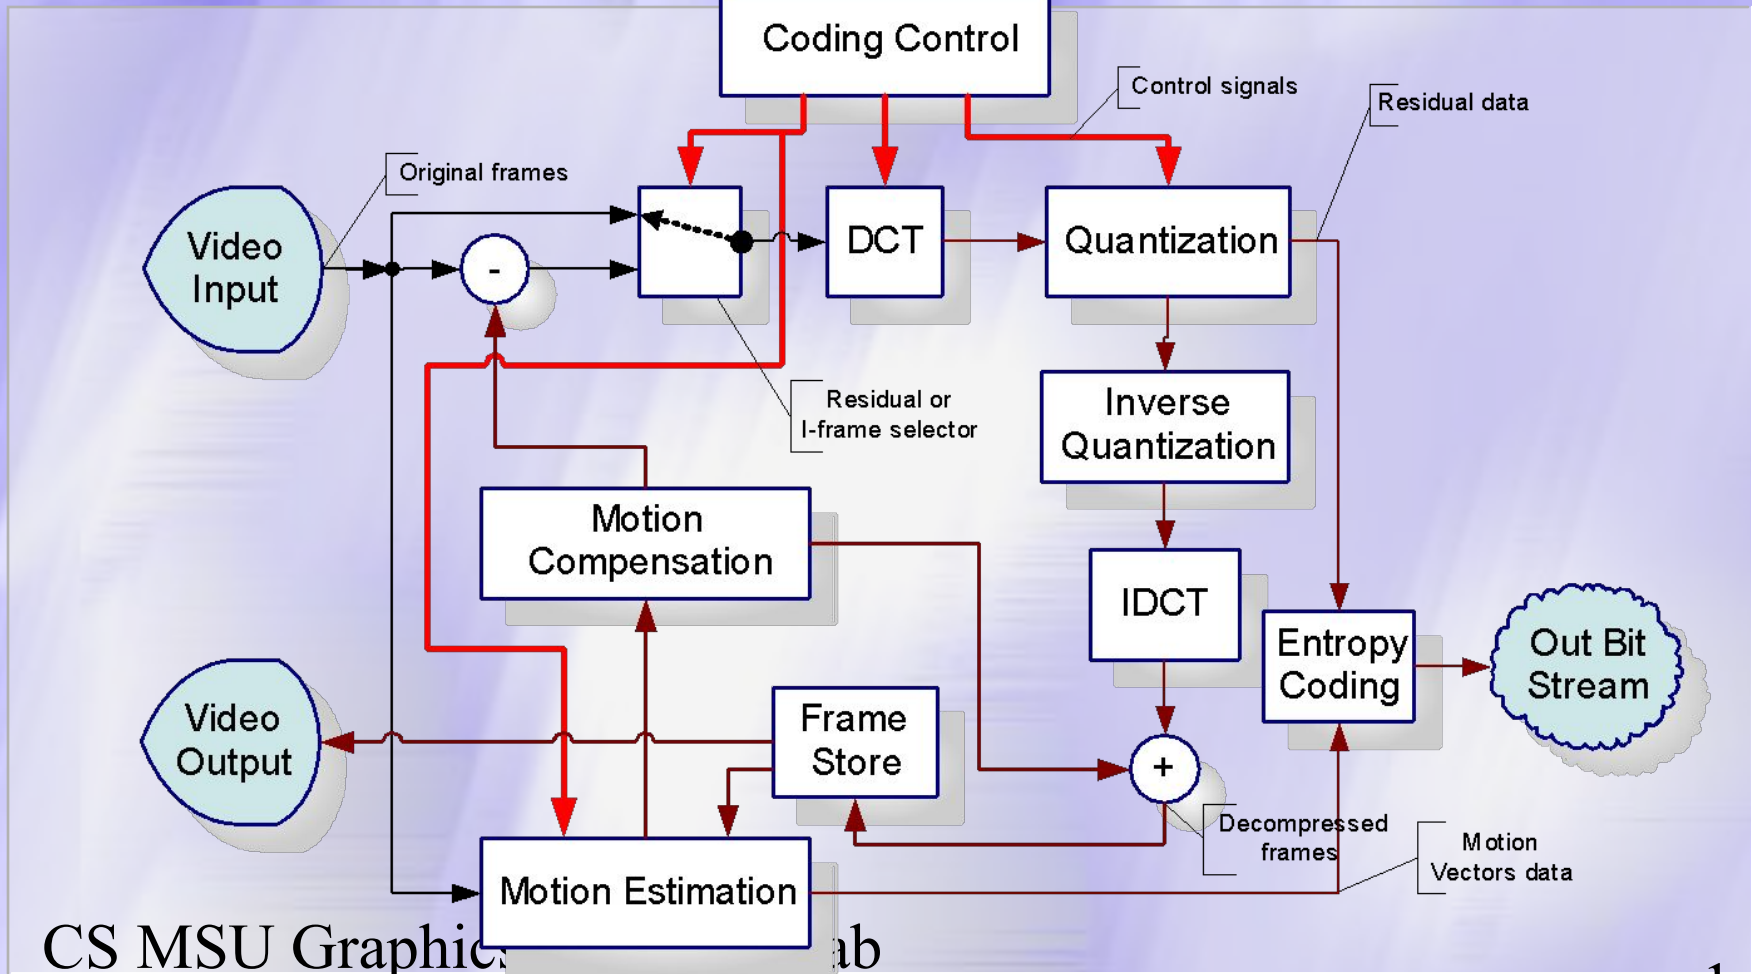 Coding Control
Control signals
Residual data
Original frames
Video
Input
-
DCT
Quantization
Residual or
I-frame selector
Inverse
Quantization
Motion
Compensation
IDCT
Entropy
Coding
Out Bit
Stream
Video
Output
Frame
Store
+
Decompressed
frames
Motion
Vectors data
Motion Estimation
CS MSU Graphics